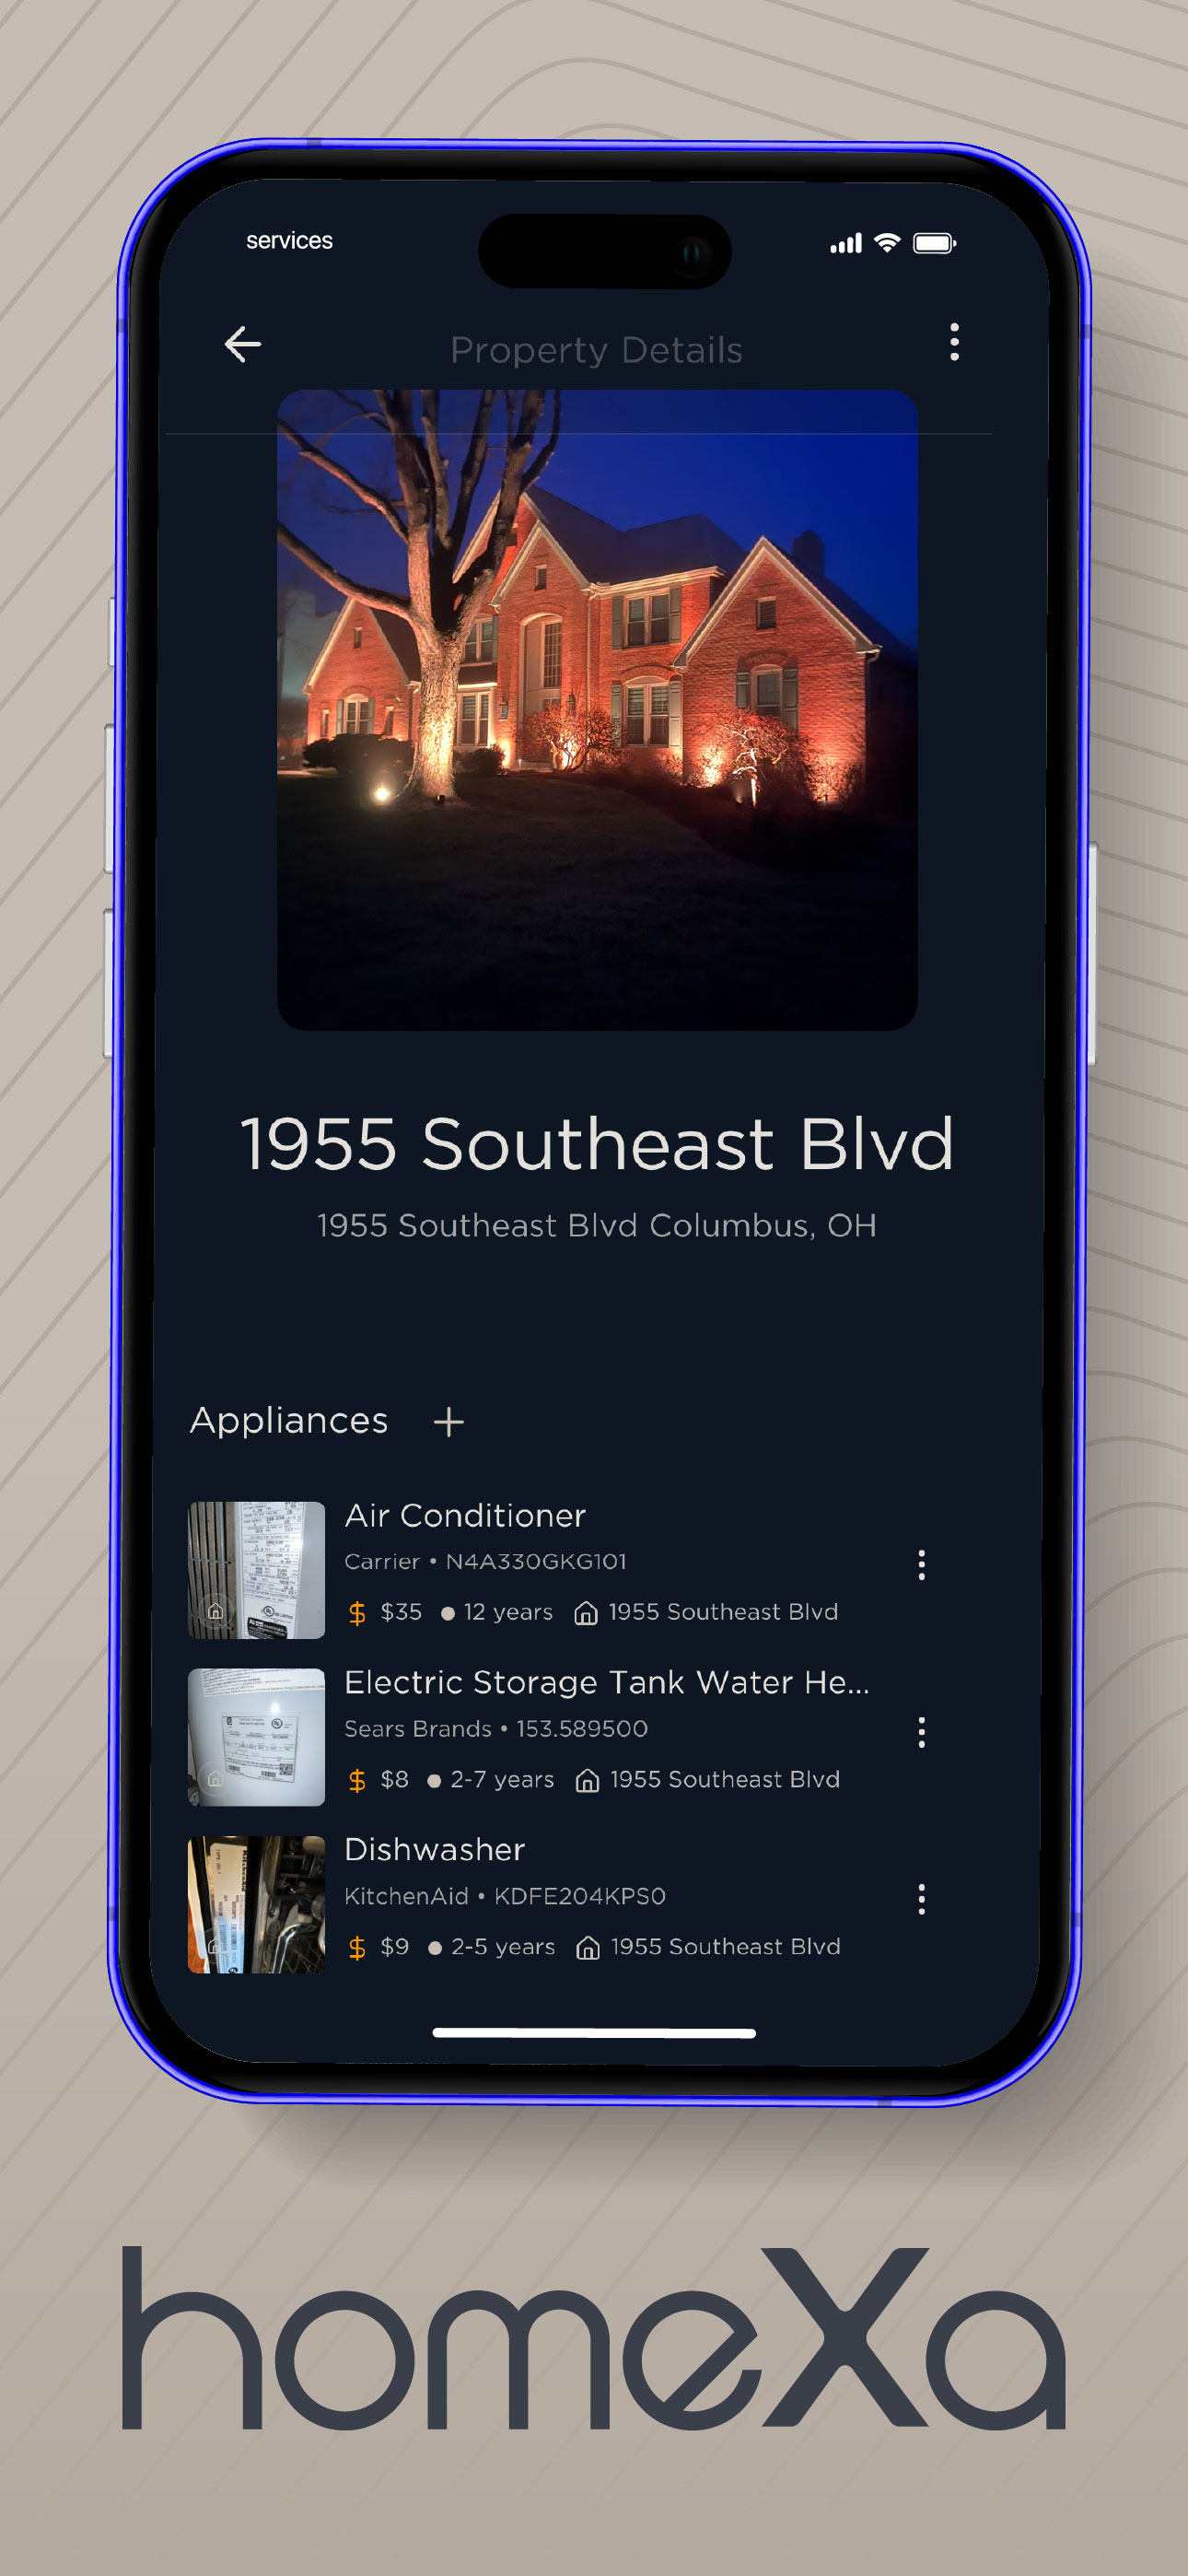 services
Property Details
1955 Southeast Blvd
1955 Southeast Blvd Columbus, OH
Appliances +
Air Conditioner
Carrier • N4A330GKG101
$ $35 ● 12 years 1955 Southeast Blvd
Electric Storage Tank Water He...
Sears Brands • 153.589500
$ $8 ● 2-7 years 1955 Southeast Blvd
Dishwasher
KitchenAid • KDFE204KPS0
$ $9 ● 2-5 years 1955 Southeast Blvd
homeXa